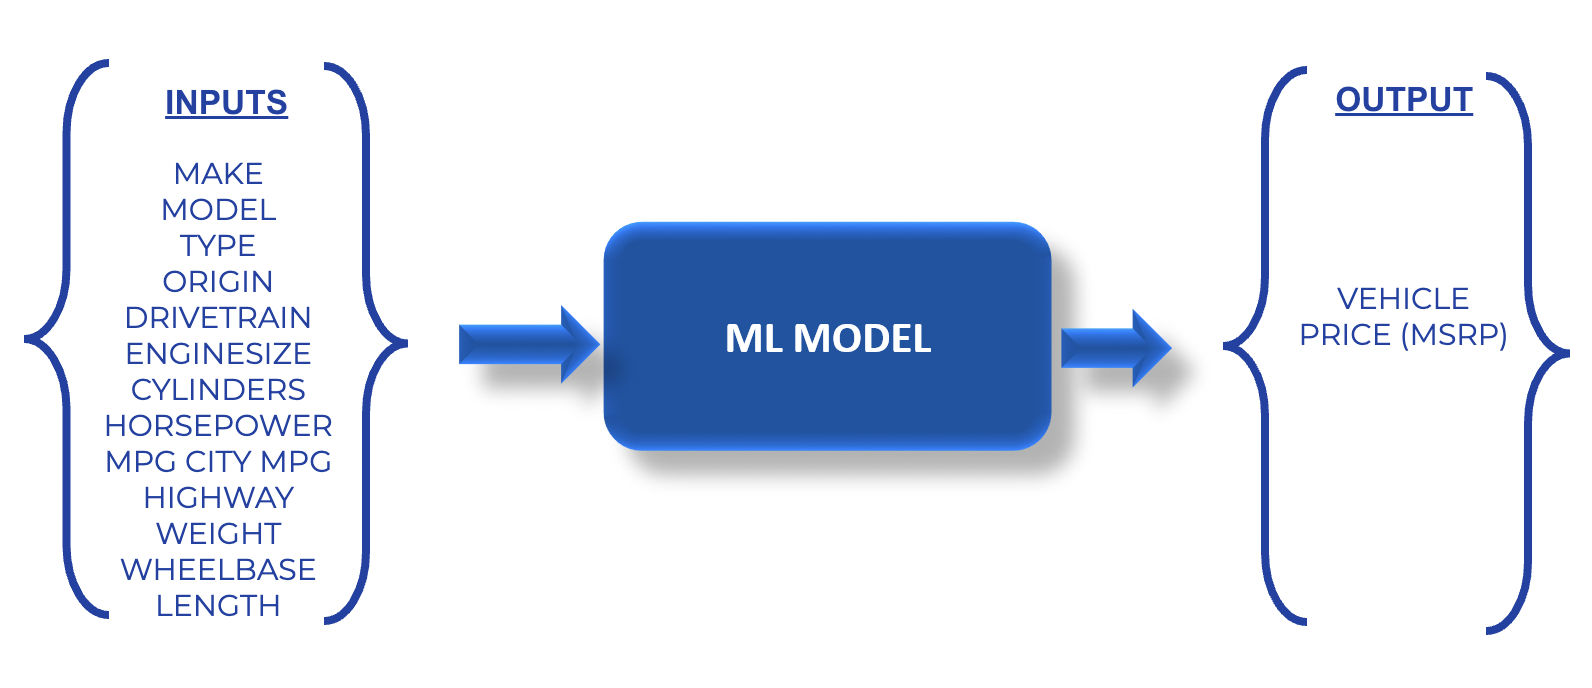 INPUTS
MAKE
MODEL
TYPE
ORIGIN
DRIVETRAIN
ENGINESIZE
CYLINDERS
HORSEPOWER
MPG CITY MPG
HIGHWAY
WEIGHT
WHEELBASE
LENGTH
ML MODEL
OUTPUT
VEHICLE
PRICE (MSRP)